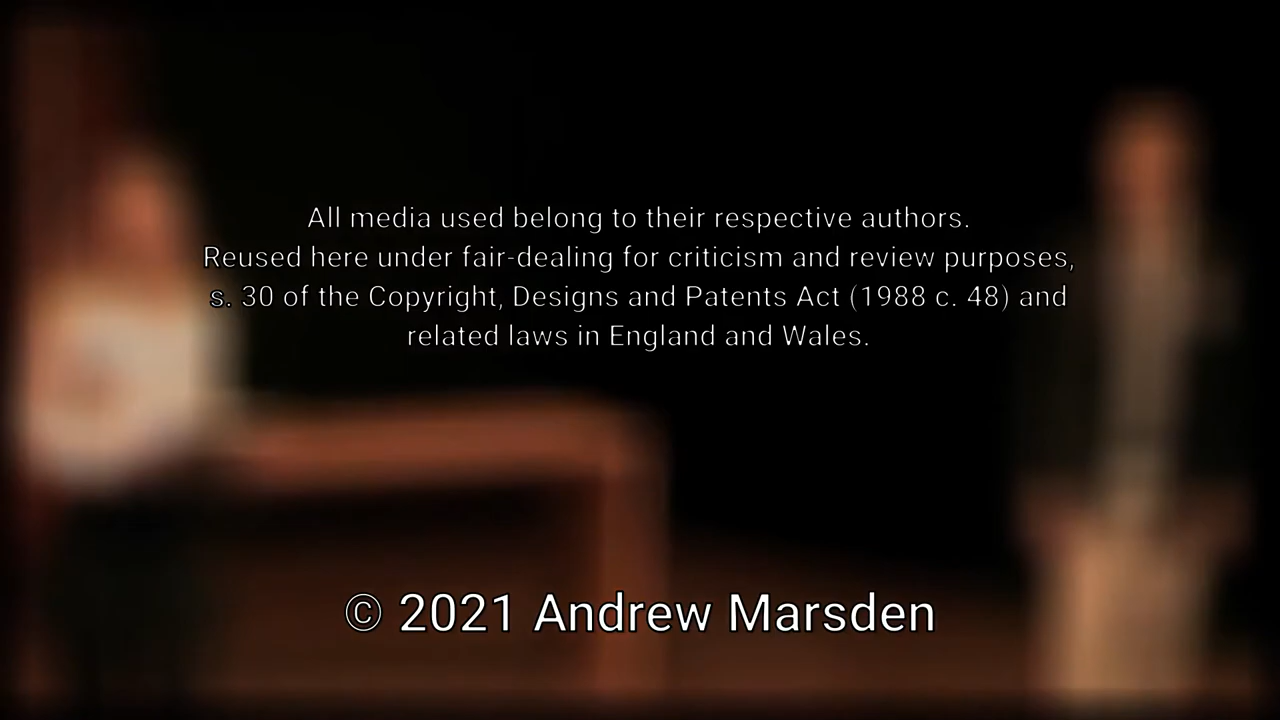 All media used belong to their respective authors.
Reused here under fair-dealing for criticism and review purposes,
s. 30 of the Copyright, Designs and Patents Act (1988 c. 48) and
related laws in England and Wales.
© 2021 Andrew Marsden